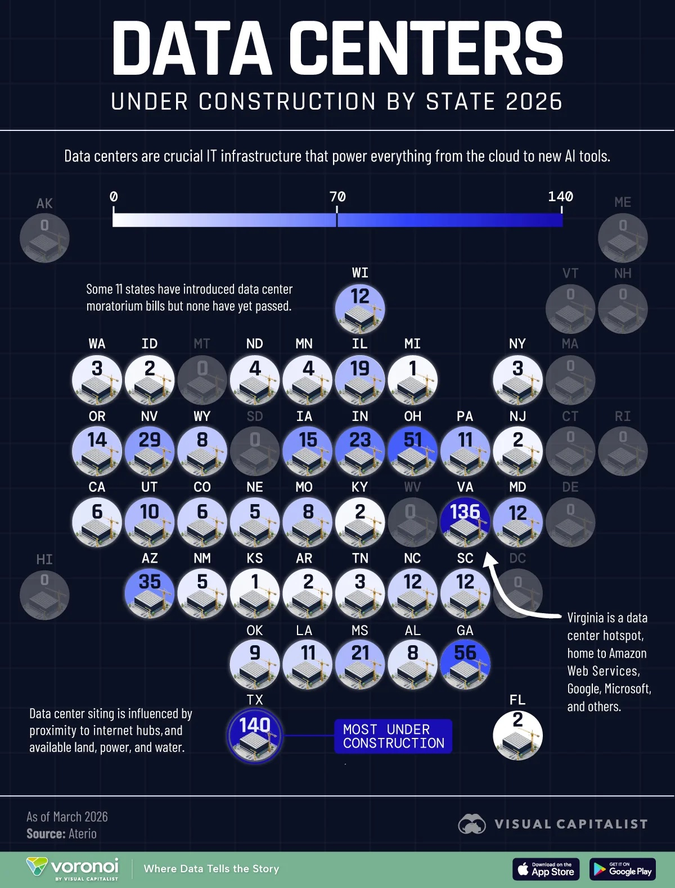 DATA CENTERS
UNDER CONSTRUCTION BY STATE 2026
Data centers are crucial IT infrastructure that power everything from the cloud to new AI tools.
0 70 140
AK ME
0 0
WI VT NH
Some 11 states have introduced data center
moratorium bills but none have yet passed.
12 0 0
WA ID MT ND MN IL MI NY MA
3 2 0 4 4 19 1 3 0
OR NV WY SD IA IN OH PA NJ CT RI
14 29 8 0 15 23 51 11 2 0 0
CA UT CO NE MO KY WV VA MD DE
6 10 6 5 8 2 0 136 12 0
HI AZ NM KS AR TN NC SC DC
0 35 5 1 2 3 12 12 0
Virginia is a data
center hotspot,
home to Amazon
Web Services,
Google, Microsoft,
and others.
OK LA MS AL GA
9 11 21 8 56
TX FL
140 2
MOST UNDER
CONSTRUCTION
Data center siting is influenced by
proximity to internet hubs, and
available land, power, and water.
As of March 2026
Source: Aterio
VISUAL CAPITALIST
voronoi
BY VISUAL CAPITALIST
Where Data Tells the Story
Download on the
App Store
GET IT ON
Google Play